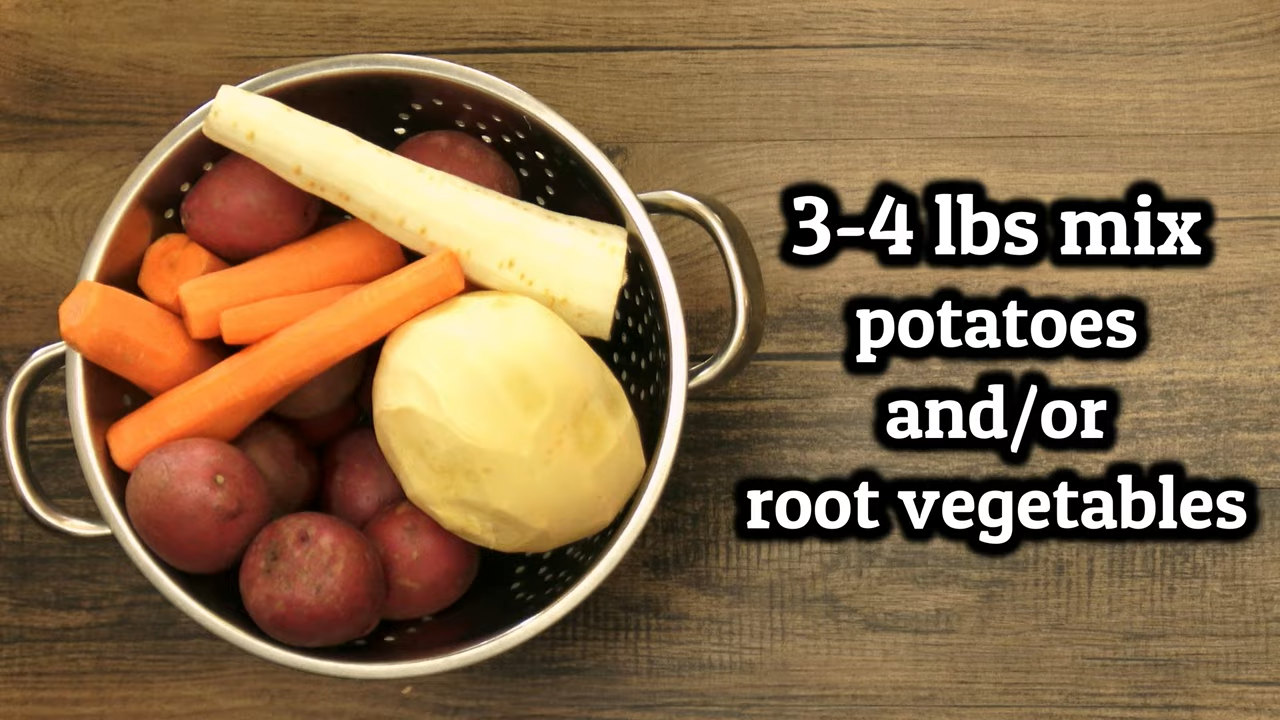 3-4 lbs mix
potatoes
and/or
root vegetables